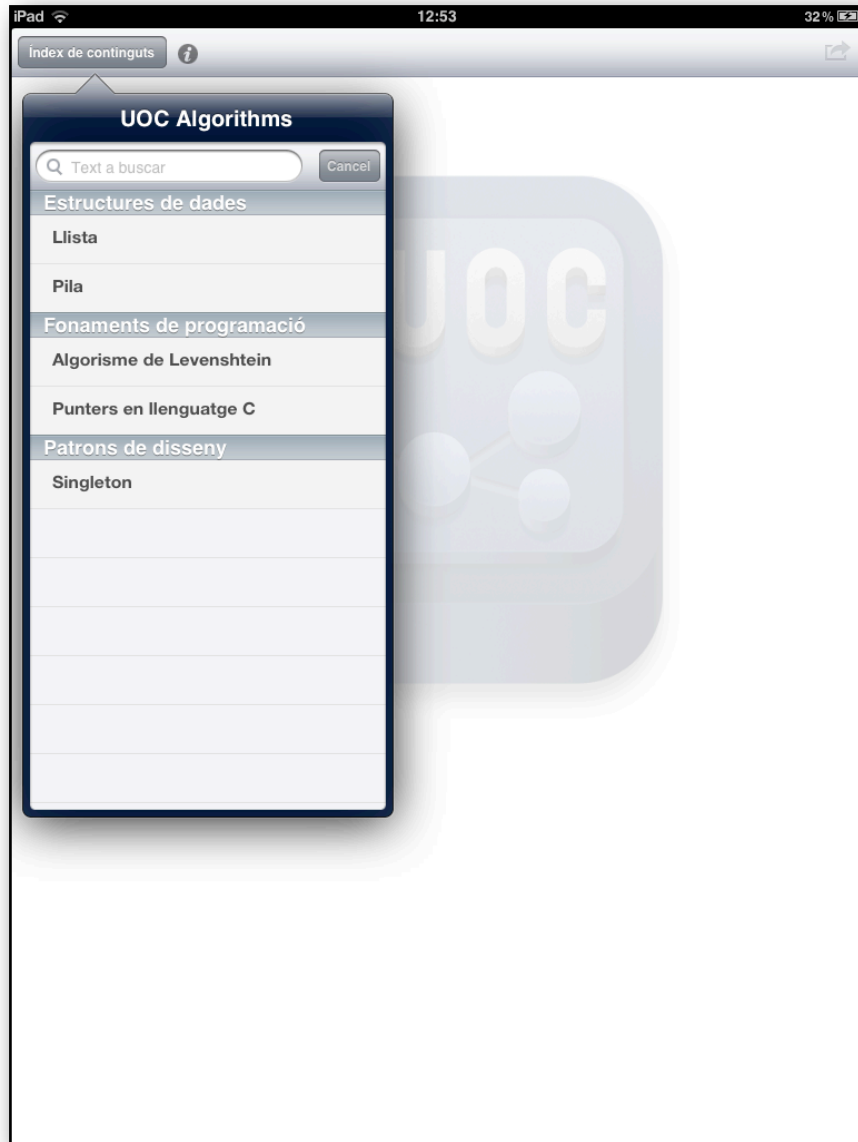 iPad 12:53 32%
Índex de continguts
UOC Algorithms
Text a buscar Cancel
Estructures de dades
Llista
Pila
Fonaments de programació
Algorisme de Levenshtein
Punters en llenguatge C
Patrons de disseny
Singleton
UOC